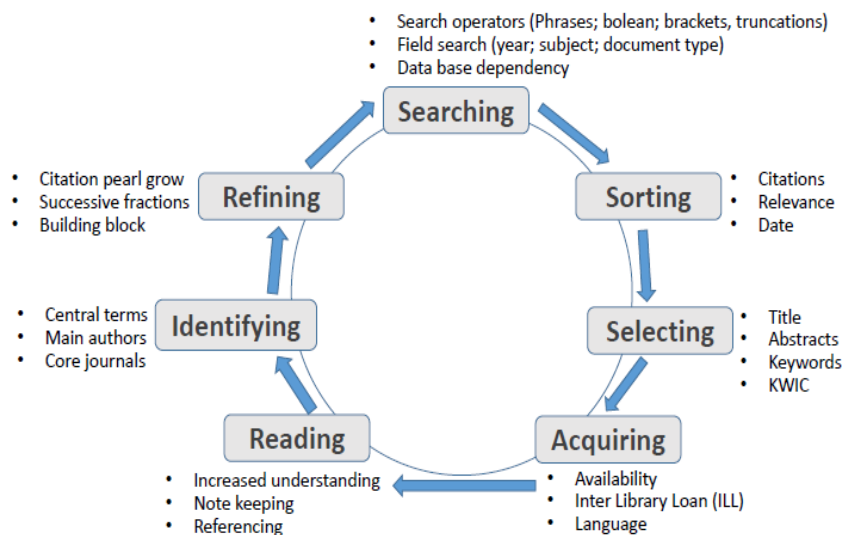 • Search operators (Phrases; bolean; brackets, truncations)
• Field search (year; subject; document type)
• Data base dependency
Searching
• Citation pearl grow
• Successive fractions
• Building block
Refining
Sorting
• Citations
• Relevance
• Date
• Central terms
• Main authors
• Core journals
Identifying
Selecting
• Title
• Abstracts
• Keywords
• KWIC
Reading
• Increased understanding
• Note keeping
• Referencing
Acquiring
• Availability
• Inter Library Loan (ILL)
• Language